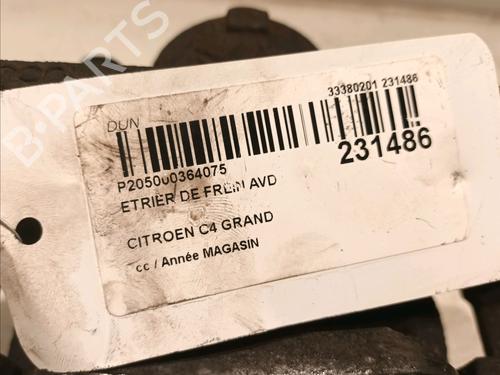 B-PARTS
DUN
33380201 231486
P205000364075
231486
ETRIER DE FREIN AVD
CITROEN C4 GRAND
cc / Année MAGASIN